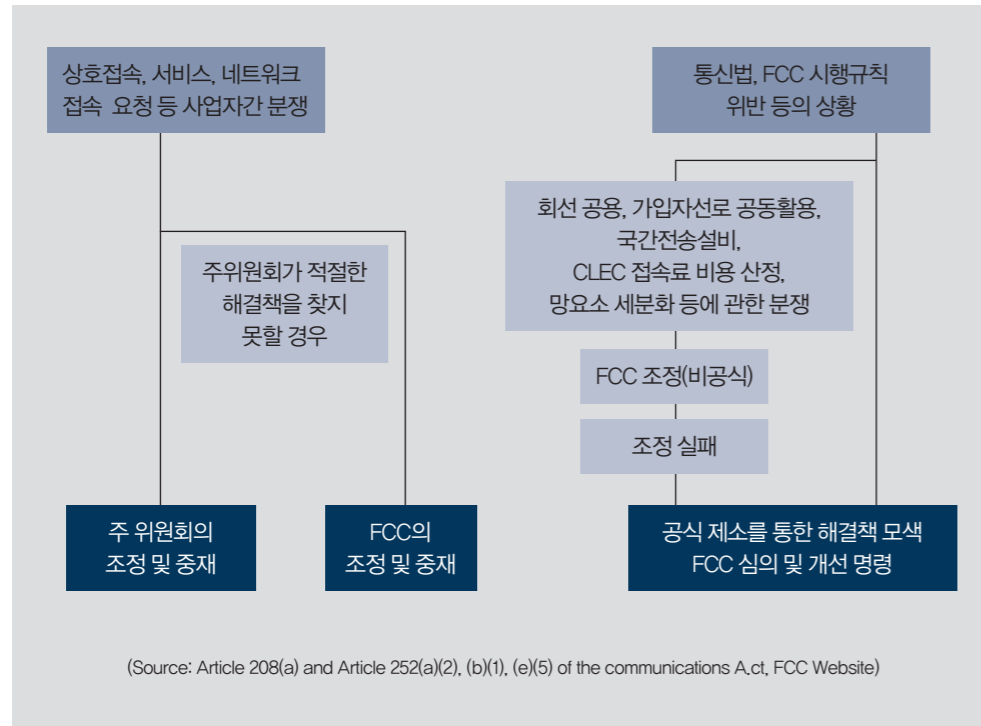 상호접속, 서비스, 네트워크
접속 요청 등 사업자간 분쟁
주위원회가 적절한
해결책을 찾지
못할 경우
주 위원회의
조정 및 중재
FCC의
조정 및 중재
통신법, FCC 시행규칙
위반 등의 상황
회선 공용, 가입자선로 공동활용,
국간전송설비,
CLEC 접속료 비용 산정,
망요소 세분화 등에 관한 분쟁
FCC 조정(비공식)
조정 실패
공식 제소를 통한 해결책 모색
FCC 심의 및 개선 명령
(Source: Article 208(a) and Article 252(a)(2), (b)(1), (e)(5) of the communications A.ct, FCC Website)